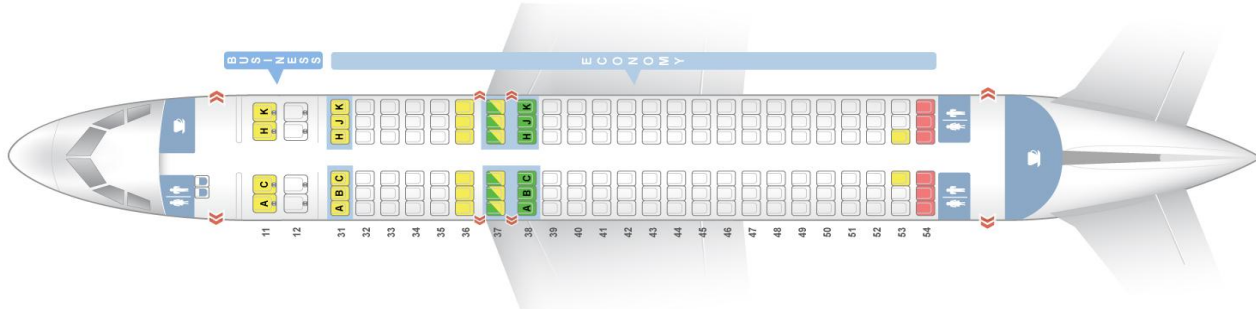 BUSINESS
ECONOMY
K K K K
H H J H J
C C C
A A B A B
11 12 31 32 33 34 35 36 37 38 39 40 41 42 43 44 45 46 47 48 49 50 51 52 53 54